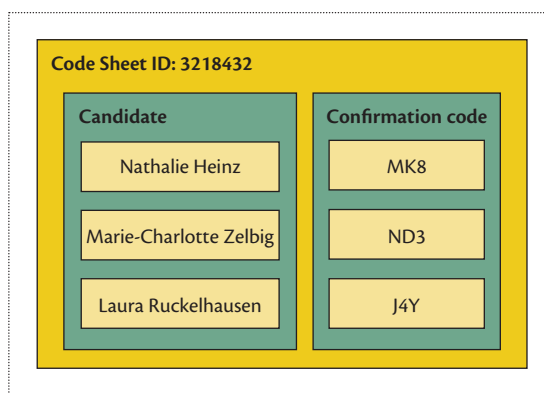 Code Sheet ID: 3218432
Candidate Confirmation code
Nathalie Heinz MK8
Marie-Charlotte Zelbig ND3
Laura Ruckelhausen J4Y